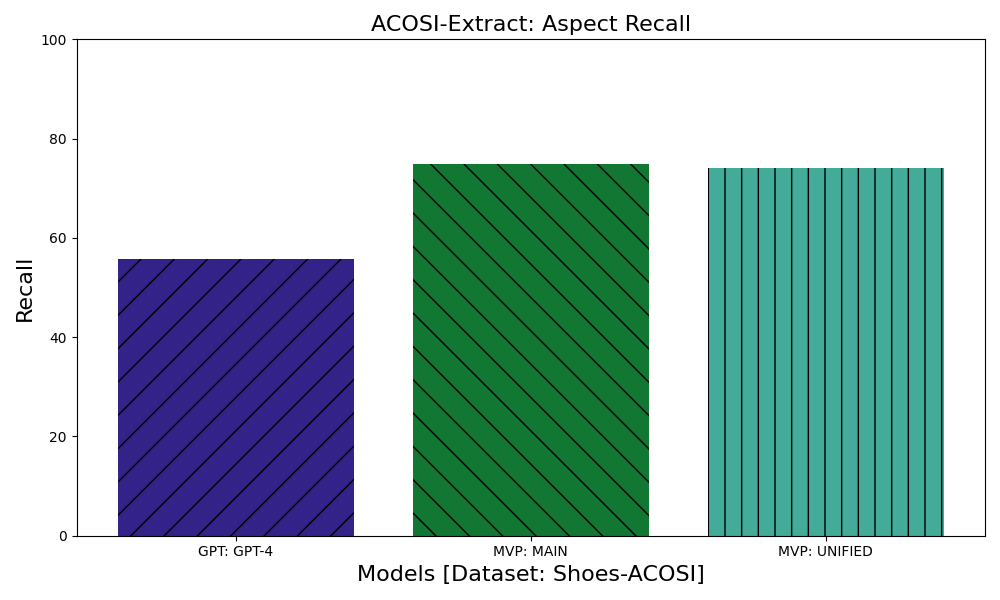 ACOSI-Extract: Aspect Recall
100
80
60
40
20
0
Recall
GPT: GPT-4
MVP: MAIN
MVP: UNIFIED
Models [Dataset: Shoes-ACOSI]